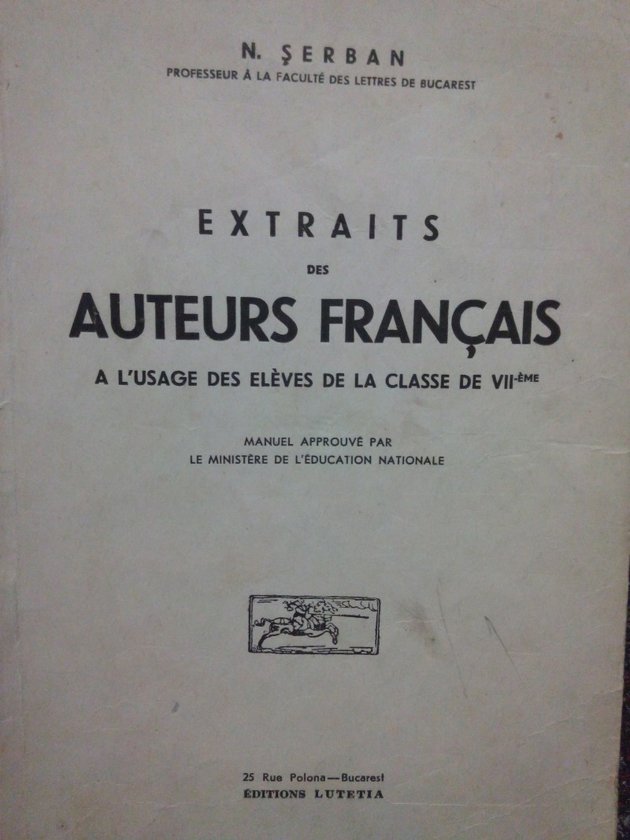 N. ŞERBAN
PROFESSEUR À LA FACULTÉ DES LETTRES DE BUCAREST
EXTRAITS
DES
AUTEURS FRANÇAIS
A L'USAGE DES ELÈVES DE LA CLASSE DE VII-ÈME
MANUEL APPROUVÉ PAR
LE MINISTÈRE DE L'ÉDUCATION NATIONALE
25 Rue Polona—Bucarest
ÉDITIONS LUTETIA